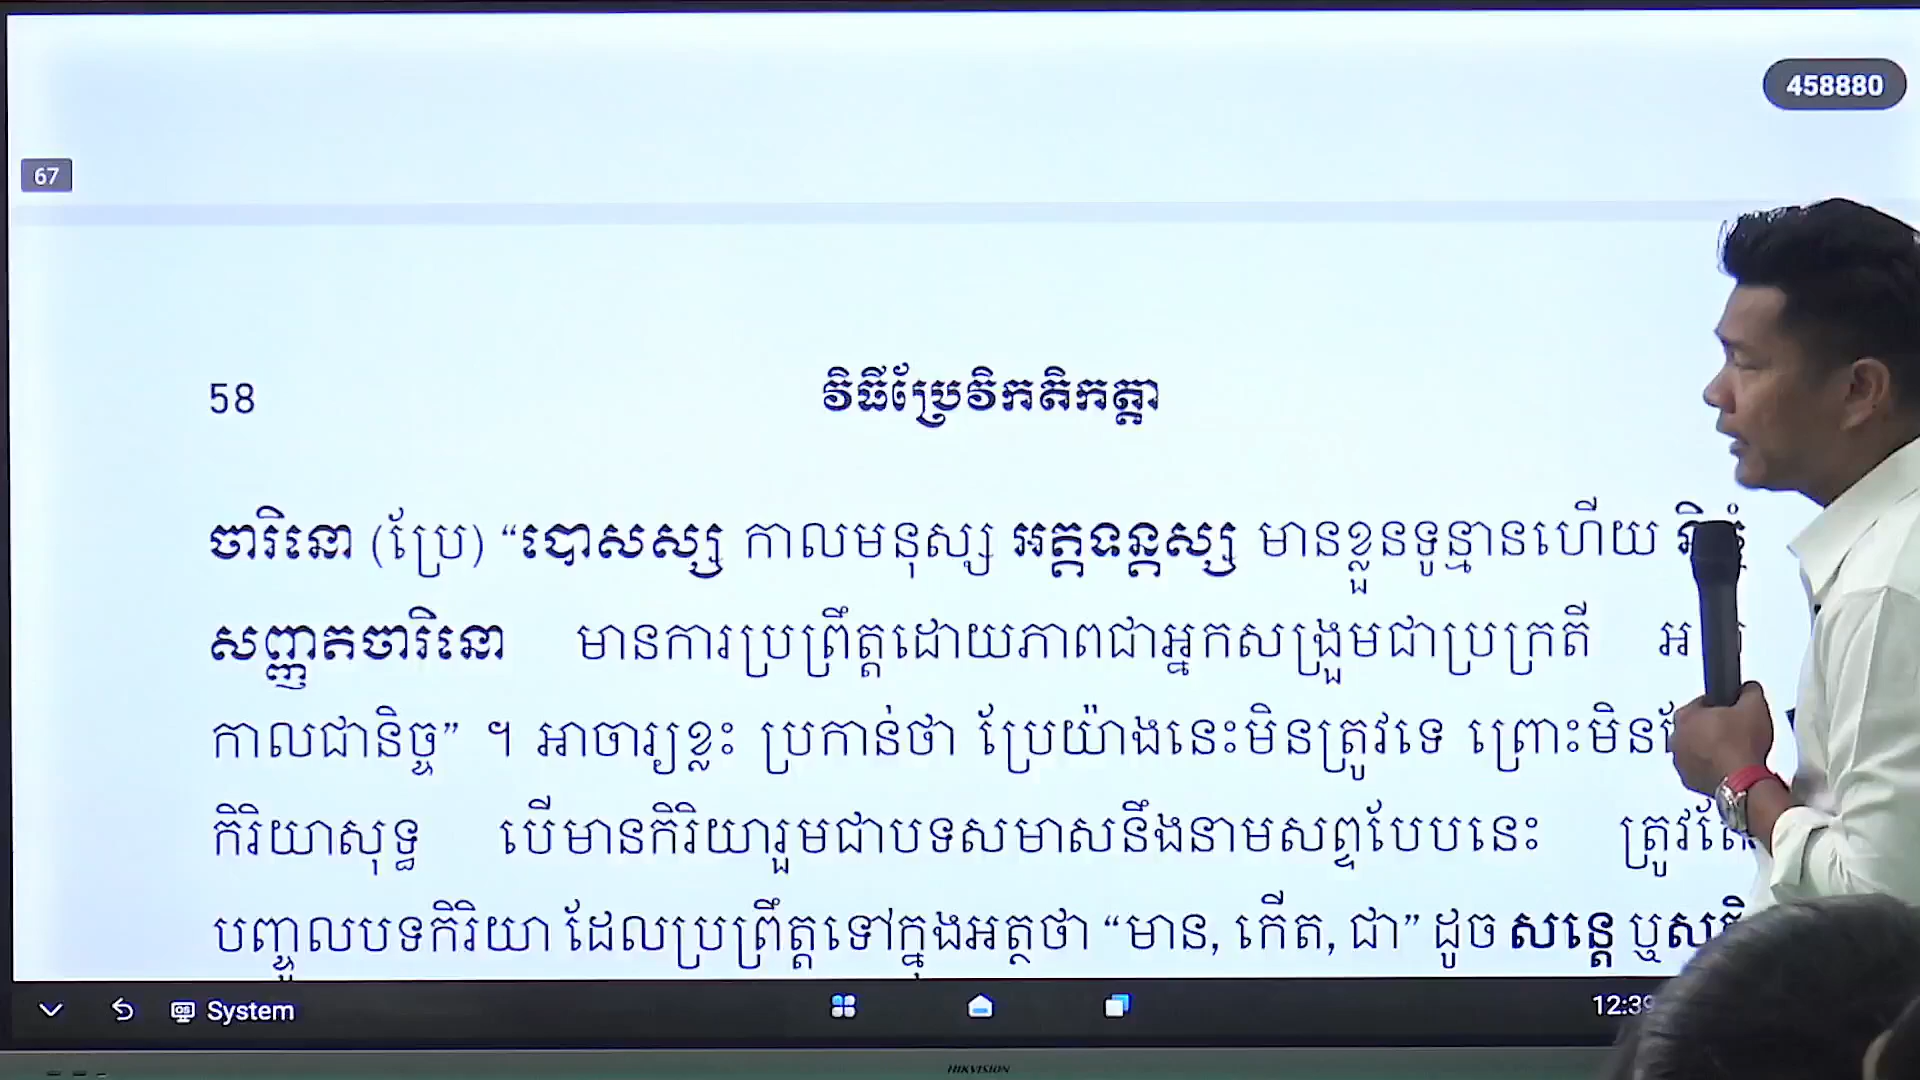 458880
67
58 វិធីប្រែវិកតិកត្តា
ចារិនោ (ប្រែ) “បោសស្ស កាលមនុស្ស អត្តទន្តស្ស មានខ្លួនទូន្មានហើយ
សញ្ញតចារិនោ មានការប្រព្រឹត្តដោយភាពជាអ្នកសង្រួមជាប្រក្រតី
កាលជានិច្ច” ។ អាចារ្យខ្លះ ប្រកាន់ថា ប្រែយ៉ាងនេះមិនត្រូវទេ ព្រោះមិន
កិរិយាសុទ្ធ បើមានកិរិយារួមជាបទសមាសនឹងនាមសព្ទបែបនេះ ត្រូវតែ
បញ្ចូលបទកិរិយា ដែលប្រព្រឹត្តទៅក្នុងអត្ថថា “មាន, កើត, ជា” ដូច សន្តេ ឬ
System 12:39
HIKVISION